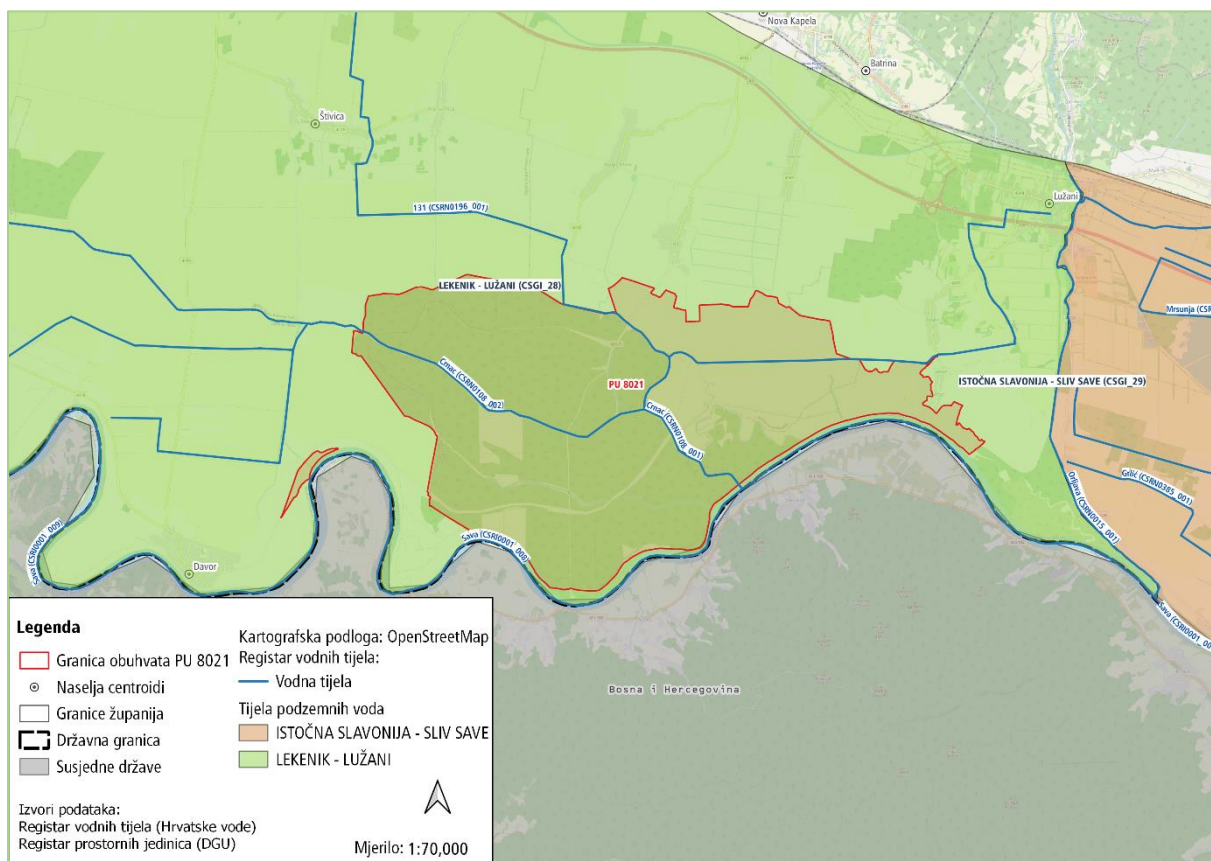 Nova Kapela
Batrina
Štivica
Lužani
131 (CSRN0196_001)
LEKENIK - LUŽANI (CSGI_28)
Mrsunja (CSR
PU 8021
ISTOČNA SLAVONIJA - SLIV SAVE (CSGI_29)
Crnac (CSRN0108_002)
Crnac (CSRN0108_001)
Grlić (CSRN0385_001)
Orljava (CSRN0015_001)
Sava (CSRI0001_009)
Sava (CSRI0001_008)
Davor
Sava (CSRI0001_00
Bosna i Hercegovina
Legenda
Granica obuhvata PU 8021
Naselja centroidi
Granice županija
Državna granica
Susjedne države
Kartografska podloga: OpenStreetMap
Registar vodnih tijela:
Vodna tijela
Tijela podzemnih voda
ISTOČNA SLAVONIJA - SLIV SAVE
LEKENIK - LUŽANI
Izvori podataka:
Registar vodnih tijela (Hrvatske vode)
Registar prostornih jedinica (DGU)
Mjerilo: 1:70,000